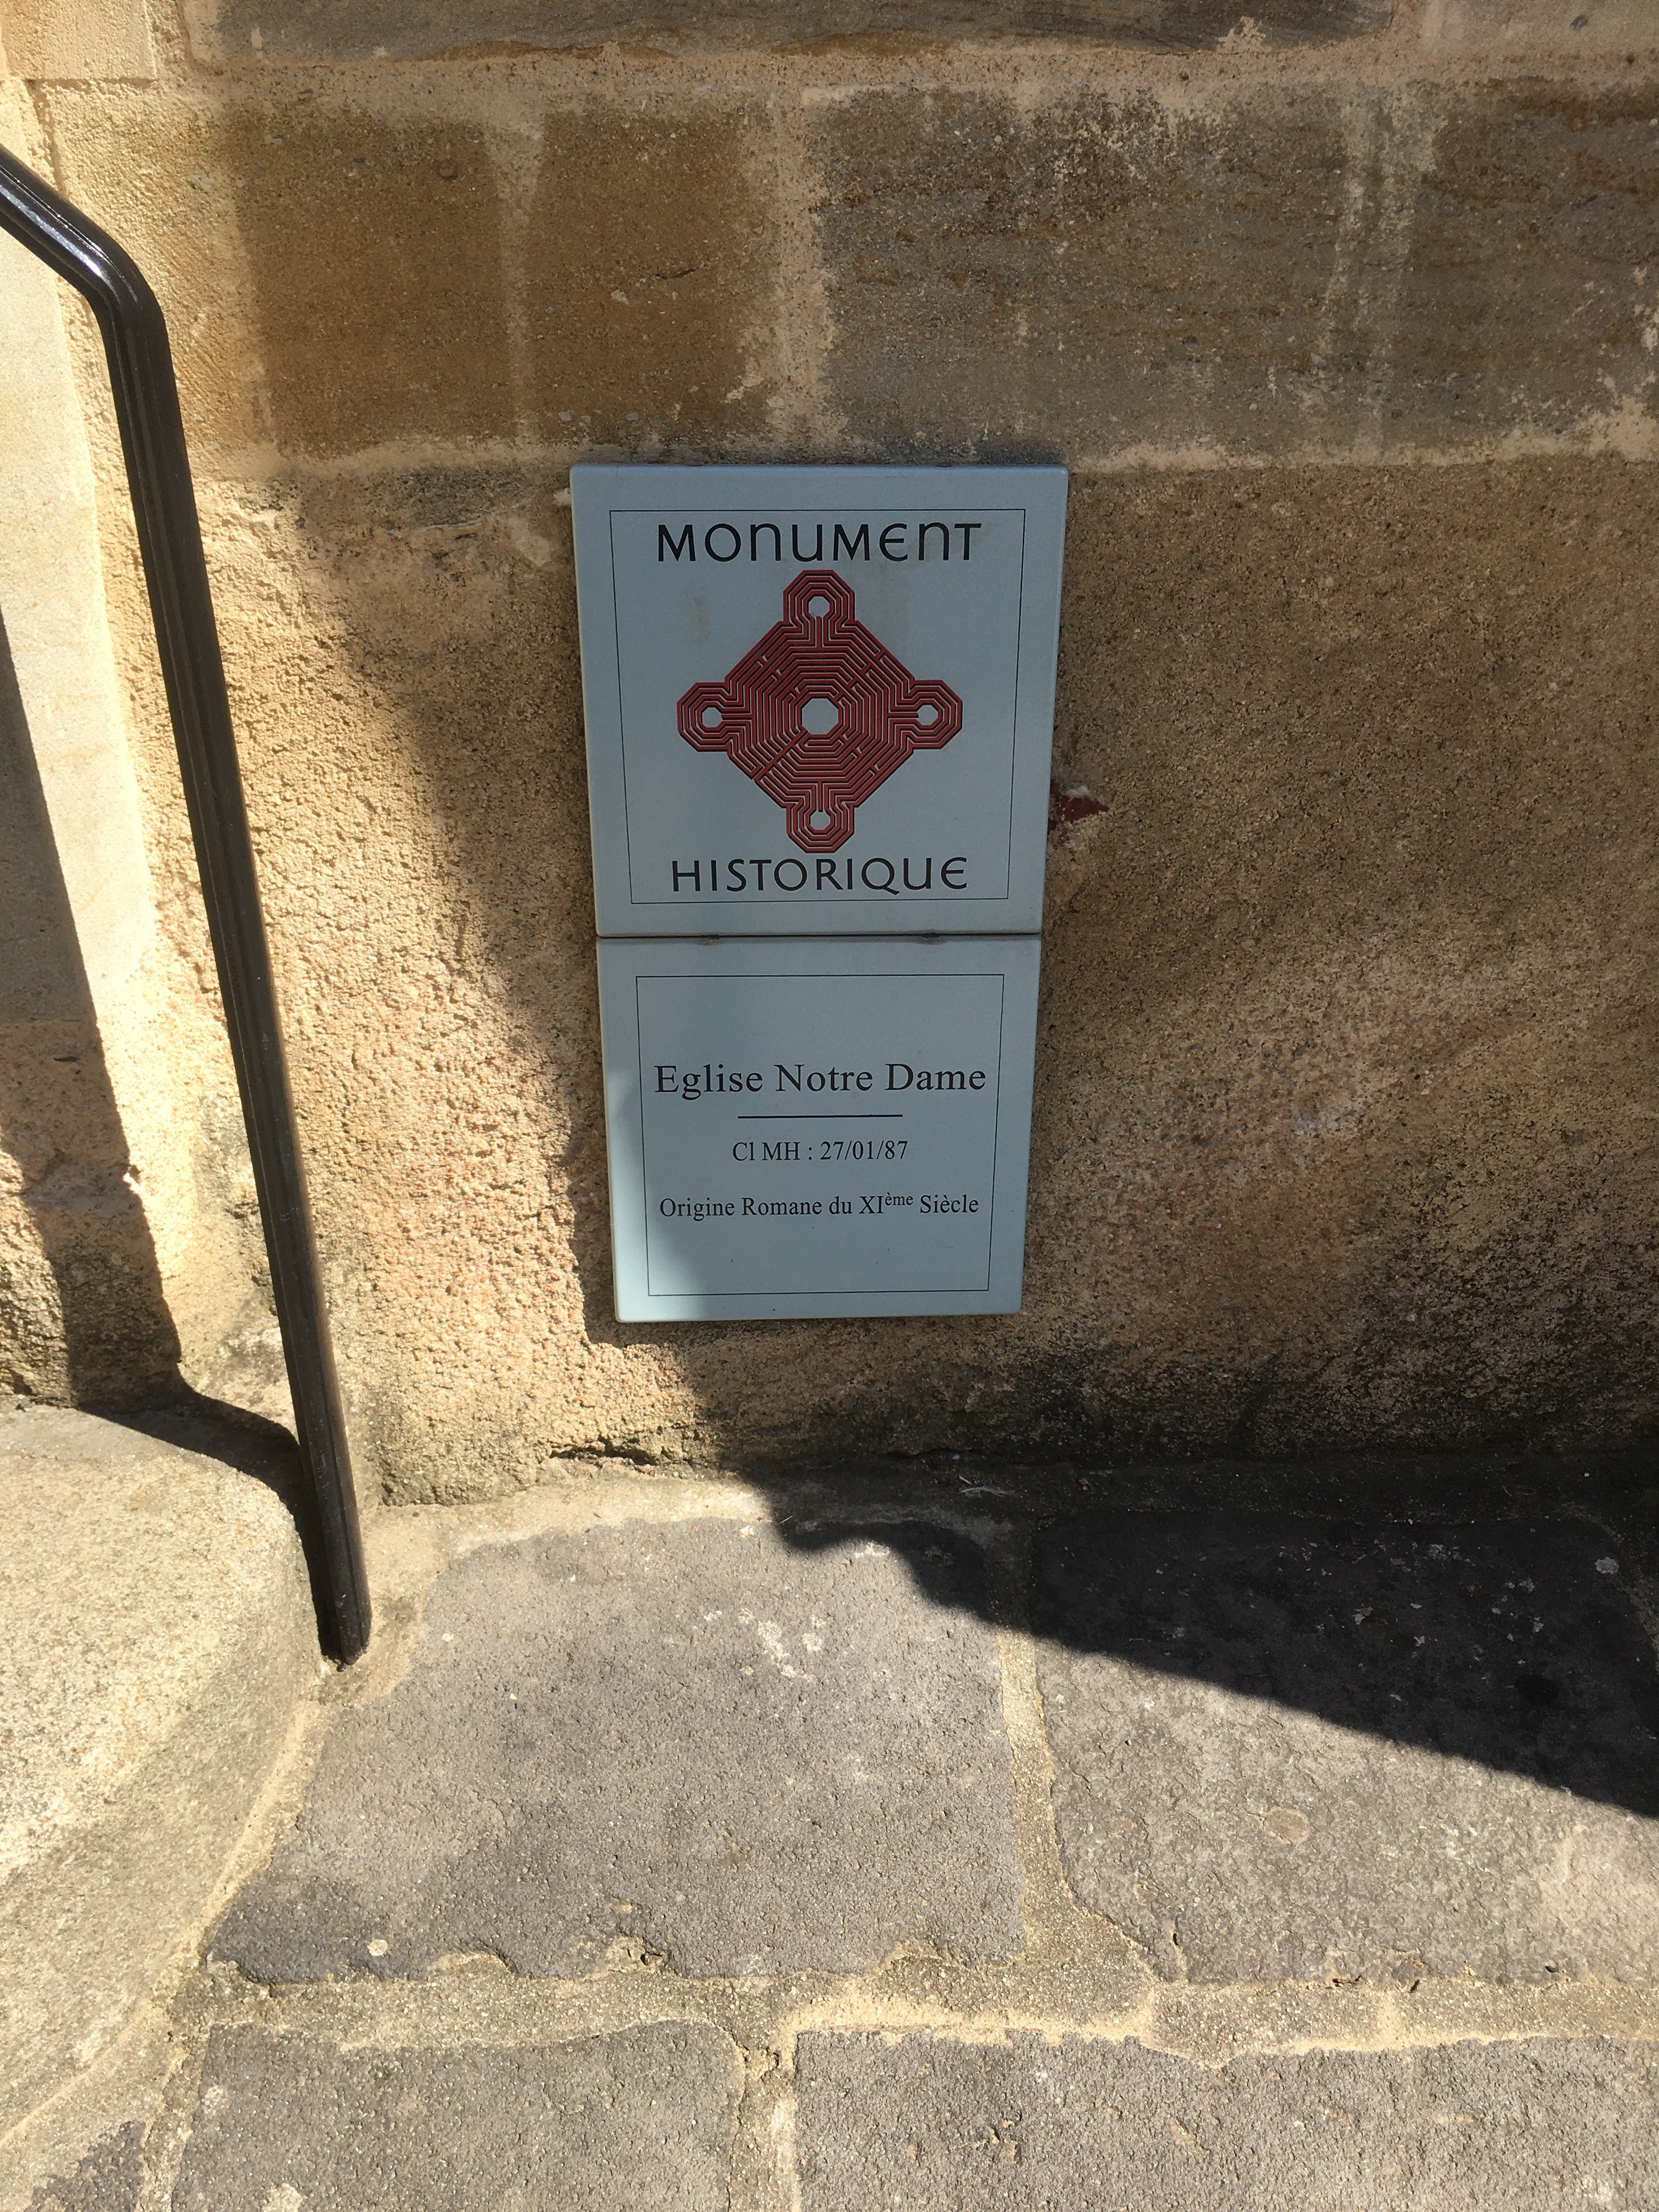 MONUMENT
HISTORIQUE
Eglise Notre Dame
Cl MH : 27/01/87
Origine Romane du XIème Siècle